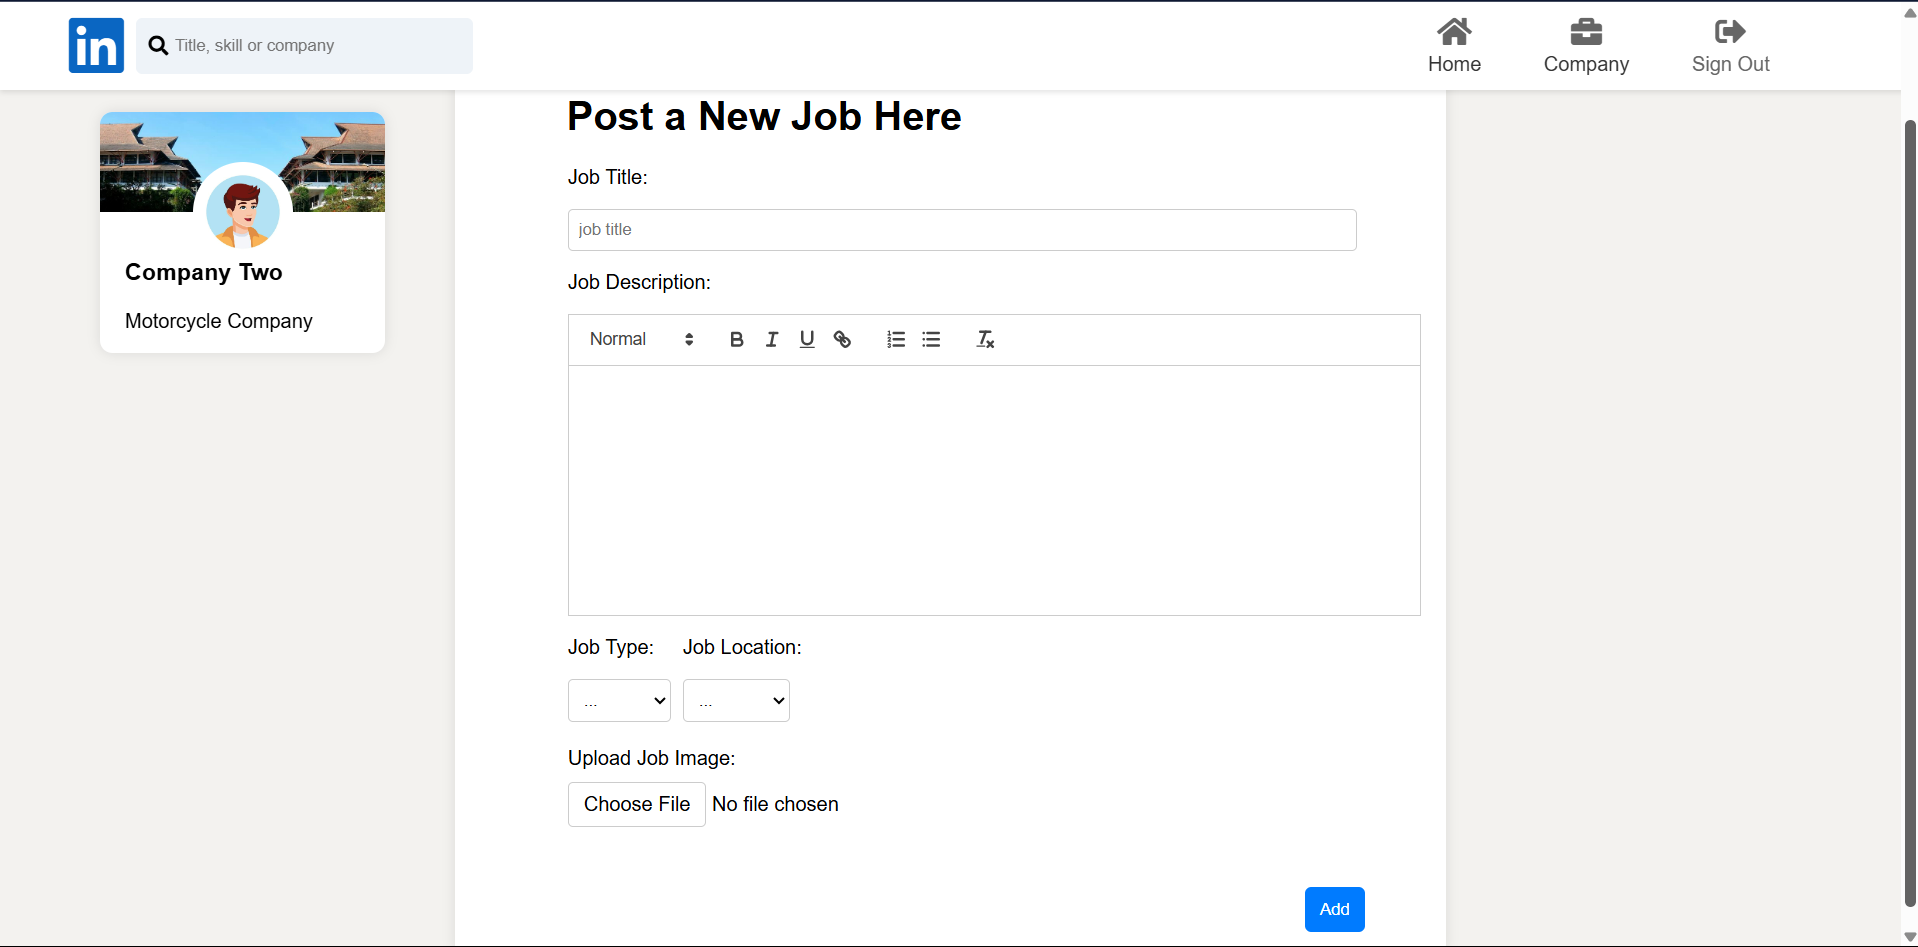 in
Title, skill or company
Home
Company
Sign Out
Post a New Job Here
Company Two
Motorcycle Company
Job Title:
job title
Job Description:
Normal
Job Type:
Job Location:
...
...
Upload Job Image:
Choose File No file chosen
Add